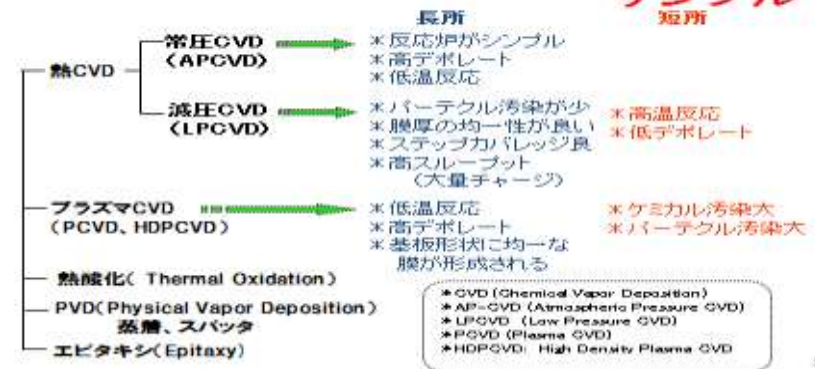 サンプル
長所
短所
熱CVD
常圧CVD
(APCVD)
＊反応炉がシンプル
＊高デポレート
＊低温反応
減圧CVD
(LPCVD)
＊パーテクル汚染が少
＊膜厚の均一性が良い
＊ステップカバレッジ良
＊高スループット
(大量チャージ)
＊高温反応
＊低デポレート
プラズマCVD
(PCVD、HDPCVD)
＊低温反応
＊高デポレート
＊基板形状に均一な
膜が形成される
＊ケミカル汚染大
＊パーテクル汚染大
熱酸化( Thermal Oxidation)
PVD(Physical Vapor Deposition)
蒸着、スパッタ
エピタキシ(Epitaxy)
＊CVD (Chemical Vapor Deposition)
＊AP-CVD (Atmospheric Pressure CVD)
＊LPCVD (Low Pressure CVD)
＊PCVD (Plasma CVD)
＊HDPCVD: High Density Plasma CVD